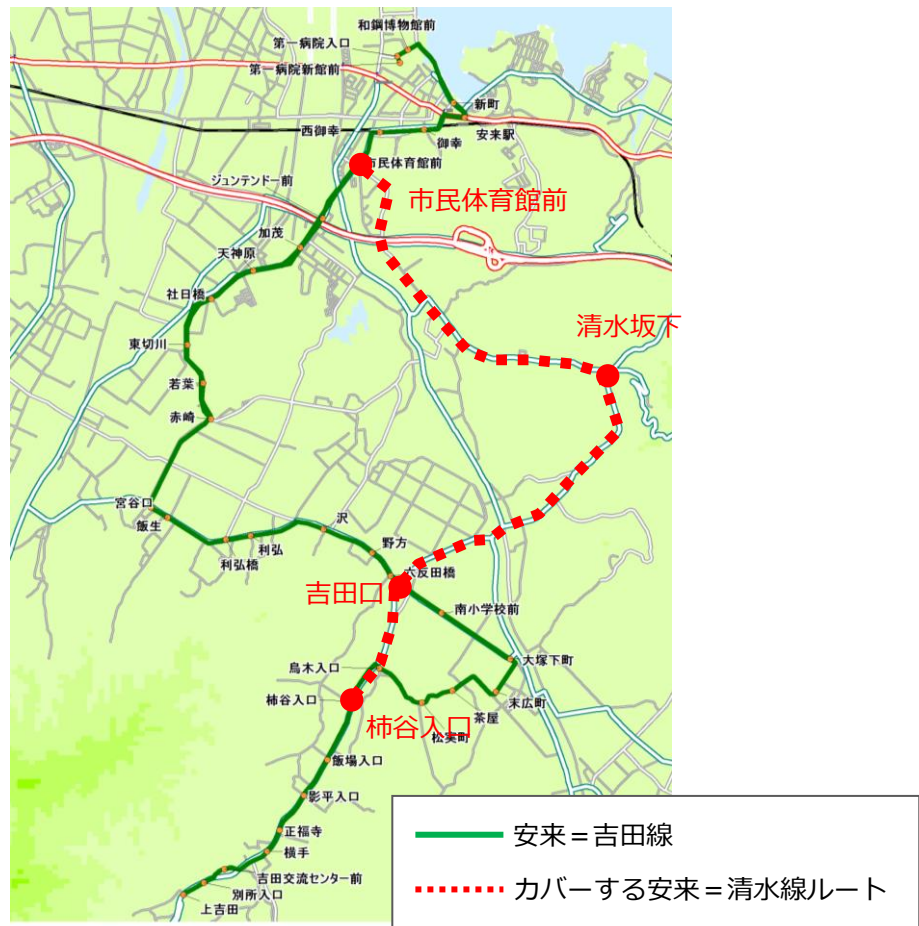 和鋼博物館前
第一病院入口
第一病院新館前
新町
安来駅
西御幸
御幸
市民体育館前
ジュンテンドー前
市民体育館前
加茂
天神原
社日橋
清水坂下
東切川
若葉
赤崎
宮谷口
飯生
沢
利弘
利弘橋
野方
六反田橋
吉田口
南小学校前
大塚下町
鳥木入口
柿谷入口
末広町
茶屋
松実町
柿谷入口
飯場入口
影平入口
正福寺
横手
吉田交流センター前
別所入口
上吉田
安来＝吉田線
カバーする安来＝清水線ルート